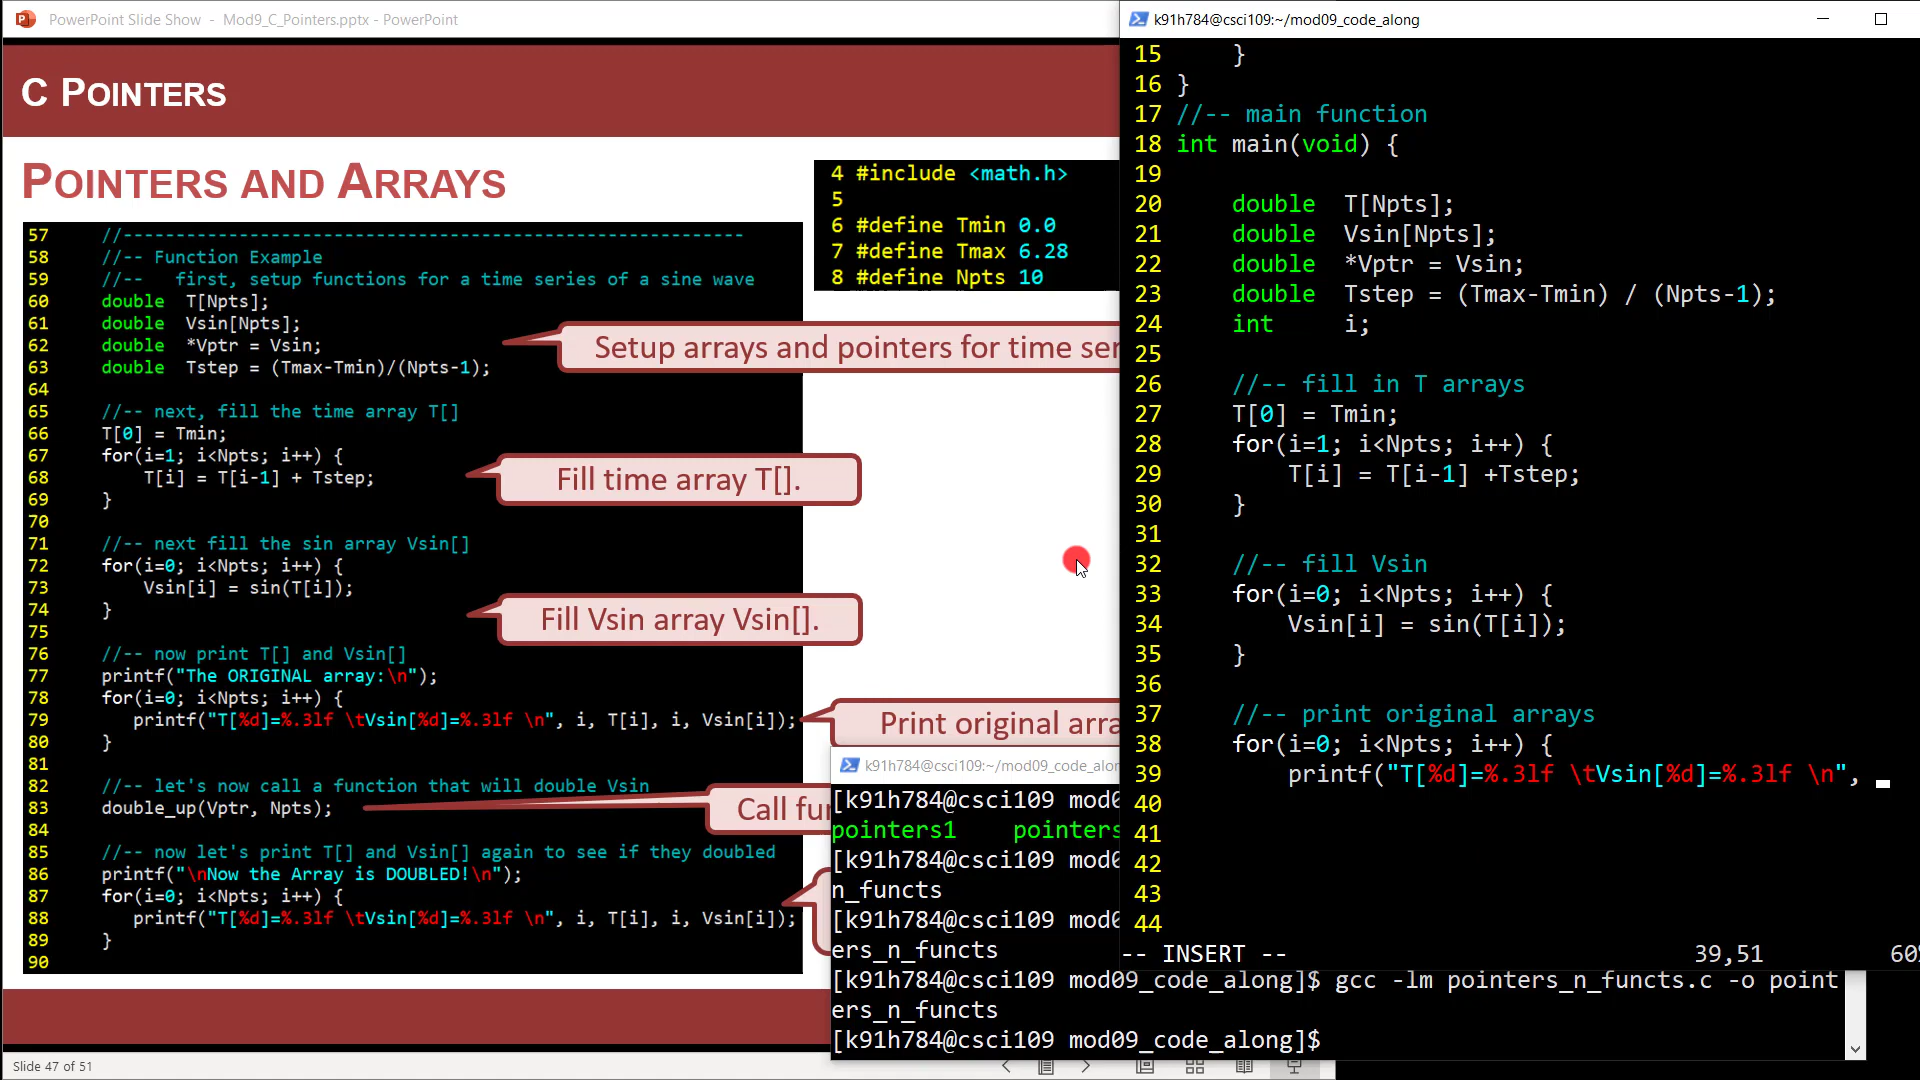 PowerPoint Slide Show - Mod9_C_Pointers.pptx - PowerPoint
C POINTERS
POINTERS AND ARRAYS
57 //-----------------------------------------------------------
58 //-- Function Example
59 //--   first, setup functions for a time series of a sine wave
60 double  T[Npts];
61 double  Vsin[Npts];
62 double  *Vptr = Vsin;
63 double  Tstep = (Tmax-Tmin)/(Npts-1);
64
65 //-- next, fill the time array T[]
66 T[0] = Tmin;
67 for(i=1; i<Npts; i++) {
68     T[i] = T[i-1] + Tstep;
69 }
70
71 //-- next fill the sin array Vsin[]
72 for(i=0; i<Npts; i++) {
73     Vsin[i] = sin(T[i]);
74 }
75
76 //-- now print T[] and Vsin[]
77 printf("The ORIGINAL array:\n");
78 for(i=0; i<Npts; i++) {
79    printf("T[%d]=%.3lf \tVsin[%d]=%.3lf \n", i, T[i], i, Vsin[i]);
80 }
81
82 //-- let's now call a function that will double Vsin
83 double_up(Vptr, Npts);
84
85 //-- now let's print T[] and Vsin[] again to see if they doubled
86 printf("\nNow the Array is DOUBLED!\n");
87 for(i=0; i<Npts; i++) {
88    printf("T[%d]=%.3lf \tVsin[%d]=%.3lf \n", i, T[i], i, Vsin[i]);
89 }
90
4 #include <math.h>
5
6 #define Tmin 0.0
7 #define Tmax 6.28
8 #define Npts 10
Setup arrays and pointers for time ser
Fill time array T[].
Fill Vsin array Vsin[].
Print original arra
Call fun
k91h784@csci109:~/mod09_code_alon
[k91h784@csci109 mod0
pointers1    pointers
[k91h784@csci109 mod0
n_functs
[k91h784@csci109 mod0
ers_n_functs
[k91h784@csci109 mod09_code_along]$ gcc -lm pointers_n_functs.c -o point
ers_n_functs
[k91h784@csci109 mod09_code_along]$
k91h784@csci109:~/mod09_code_along
15     }
16 }
17 //-- main function
18 int main(void) {
19
20     double  T[Npts];
21     double  Vsin[Npts];
22     double  *Vptr = Vsin;
23     double  Tstep = (Tmax-Tmin) / (Npts-1);
24     int     i;
25
26     //-- fill in T arrays
27     T[0] = Tmin;
28     for(i=1; i<Npts; i++) {
29         T[i] = T[i-1] +Tstep;
30     }
31
32     //-- fill Vsin
33     for(i=0; i<Npts; i++) {
34         Vsin[i] = sin(T[i]);
35     }
36
37     //-- print original arrays
38     for(i=0; i<Npts; i++) {
39         printf("T[%d]=%.3lf \tVsin[%d]=%.3lf \n",
40
41
42
43
44
-- INSERT -- 39,51 60%
Slide 47 of 51